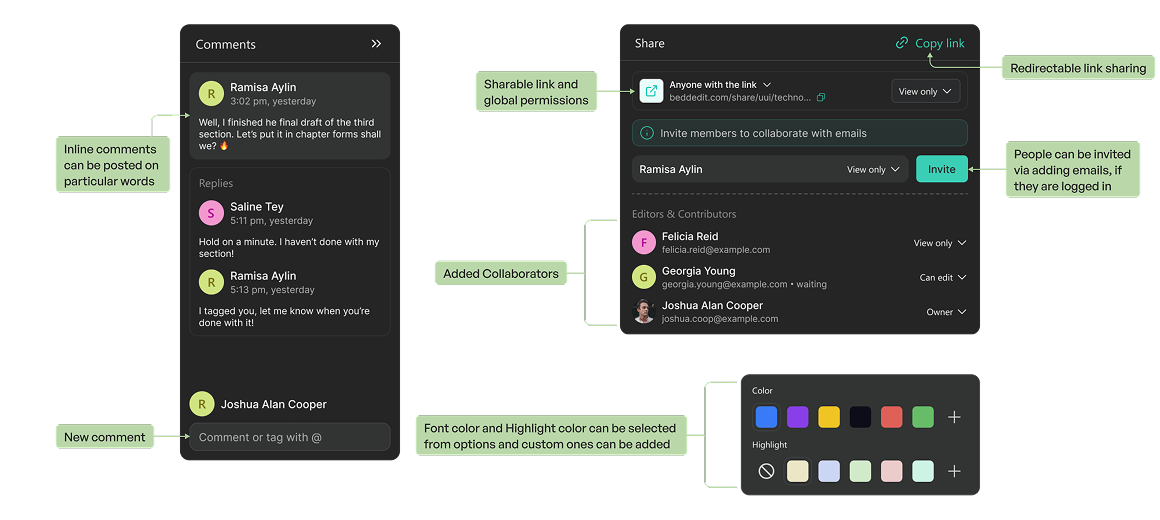 Comments
Ramisa Aylin
3:02 pm, yesterday
Well, I finished he final draft of the third
section. Let's put it in chapter forms shall
we? 🔥
Replies
Saline Tey
5:11 pm, yesterday
Hold on a minute. I haven't done with my
section!
Ramisa Aylin
5:13 pm, yesterday
I tagged you, let me know when you're
done with it!
Joshua Alan Cooper
Comment or tag with @
Inline comments
can be posted on
particular words
New comment
R
S
R
R
Share
Copy link
Anyone with the link
beddedit.com/share/uui/techno...
View only
Invite members to collaborate with emails
Ramisa Aylin
View only
Invite
Editors & Contributors
F
Felicia Reid
felicia.reid@example.com
View only
G
Georgia Young
georgia.young@example.com • waiting
Can edit
Joshua Alan Cooper
joshua.coop@example.com
Owner
Sharable link and
global permissions
Redirectable link sharing
People can be invited
via adding emails, if
they are logged in
Added Collaborators
Font color and Highlight color can be selected
from options and custom ones can be added
Color
Highlight